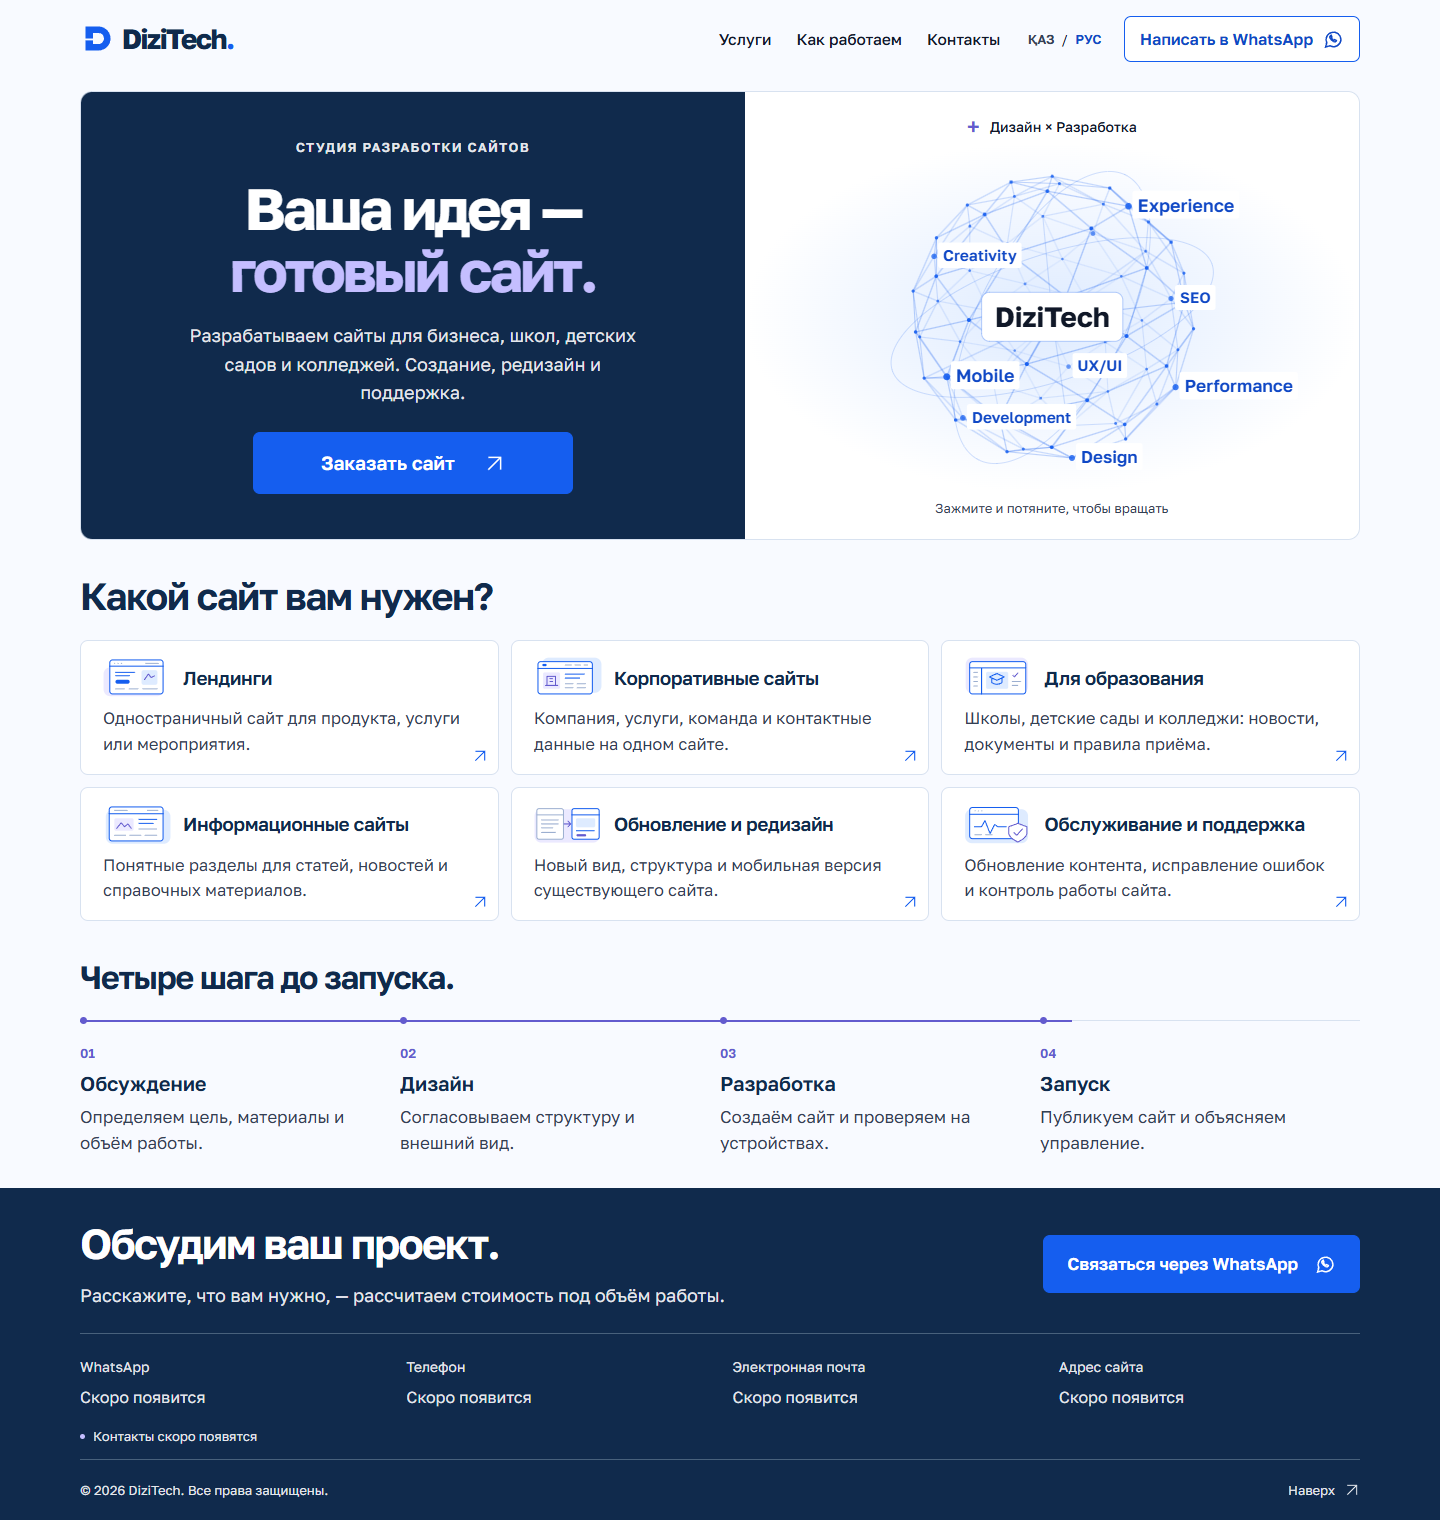 DiziTech.
Услуги
Как работаем
Контакты
ҚАЗ / РУС
Написать в WhatsApp
СТУДИЯ РАЗРАБОТКИ САЙТОВ
Ваша идея —
готовый сайт.
Разрабатываем сайты для бизнеса, школ, детских
садов и колледжей. Создание, редизайн и
поддержка.
Заказать сайт
+ Дизайн × Разработка
Experience
Creativity
SEO
DiziTech
UX/UI
Mobile
Performance
Development
Design
Зажмите и потяните, чтобы вращать
Какой сайт вам нужен?
Лендинги
Одностраничный сайт для продукта, услуги
или мероприятия.
Корпоративные сайты
Компания, услуги, команда и контактные
данные на одном сайте.
Для образования
Школы, детские сады и колледжи: новости,
документы и правила приёма.
Информационные сайты
Понятные разделы для статей, новостей и
справочных материалов.
Обновление и редизайн
Новый вид, структура и мобильная версия
существующего сайта.
Обслуживание и поддержка
Обновление контента, исправление ошибок
и контроль работы сайта.
Четыре шага до запуска.
01
Обсуждение
Определяем цель, материалы и
объём работы.
02
Дизайн
Согласовываем структуру и
внешний вид.
03
Разработка
Создаём сайт и проверяем на
устройствах.
04
Запуск
Публикуем сайт и объясняем
управление.
Обсудим ваш проект.
Расскажите, что вам нужно, — рассчитаем стоимость под объём работы.
Связаться через WhatsApp
WhatsApp
Скоро появится
Телефон
Скоро появится
Электронная почта
Скоро появится
Адрес сайта
Скоро появится
Контакты скоро появятся
© 2026 DiziTech. Все права защищены.
Наверх